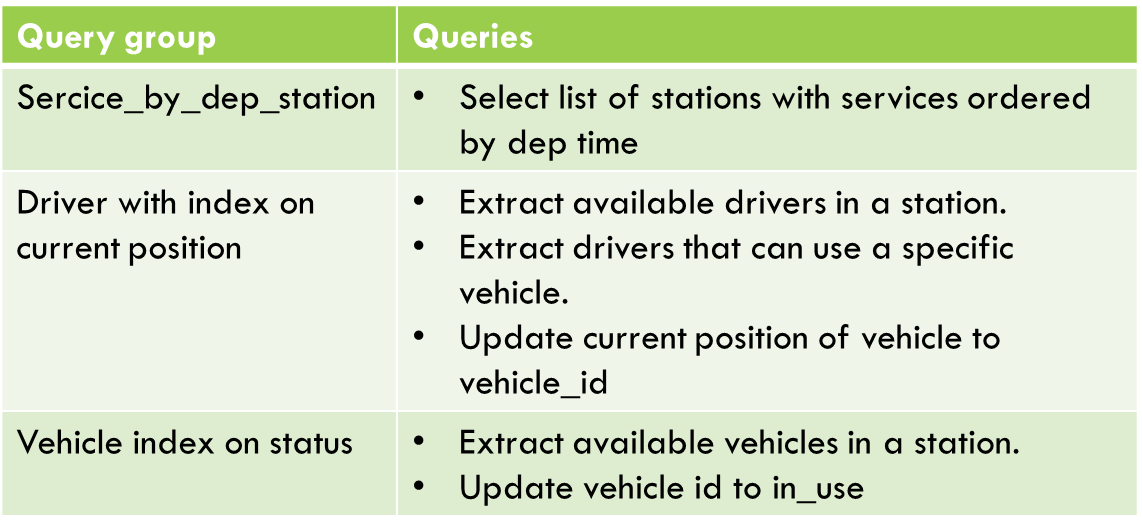 Query group
Queries
Sercice_by_dep_station
• Select list of stations with services ordered
by dep time
Driver with index on
current position
• Extract available drivers in a station.
• Extract drivers that can use a specific
vehicle.
• Update current position of vehicle to
vehicle_id
Vehicle index on status
• Extract available vehicles in a station.
• Update vehicle id to in_use